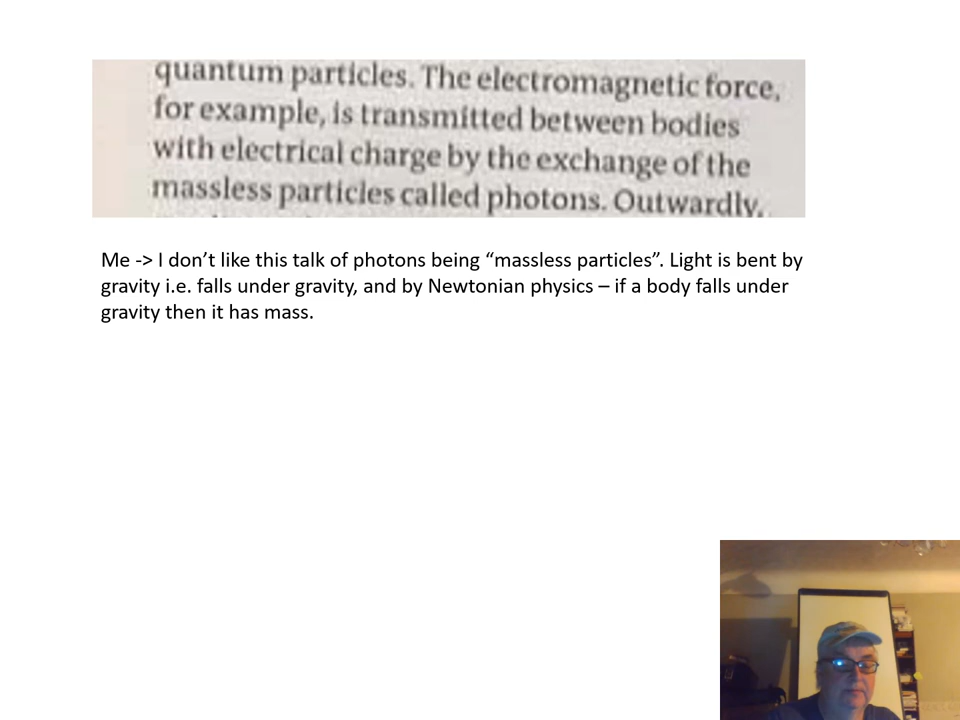 quantum particles. The electromagnetic force,
for example, is transmitted between bodies
with electrical charge by the exchange of the
massless particles called photons. Outwardly,
Me -> I don’t like this talk of photons being “massless particles”. Light is bent by
gravity i.e. falls under gravity, and by Newtonian physics – if a body falls under
gravity then it has mass.